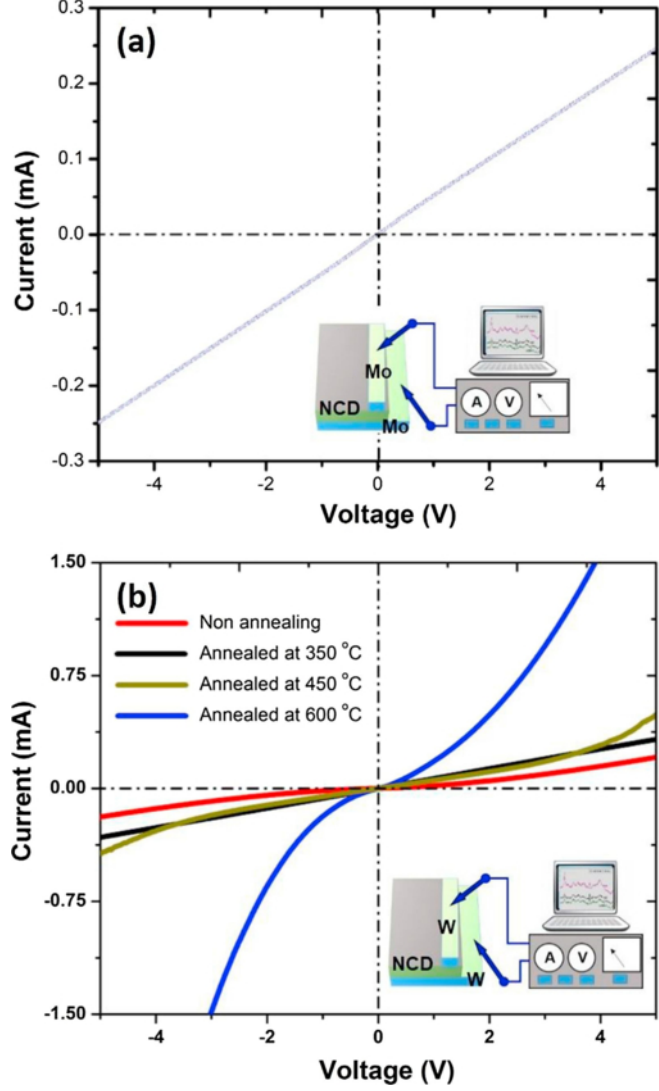 (a)
0.3
0.2
0.1
0.0
-0.1
-0.2
-0.3
Current (mA)
Mo
NCD
Mo
A V
-4 -2 0 2 4
Voltage (V)
(b)
1.50
0.75
0.00
-0.75
-1.50
Current (mA)
Non annealing
Annealed at 350 °C
Annealed at 450 °C
Annealed at 600 °C
W
NCD
W
A V
-4 -2 0 2 4
Voltage (V)